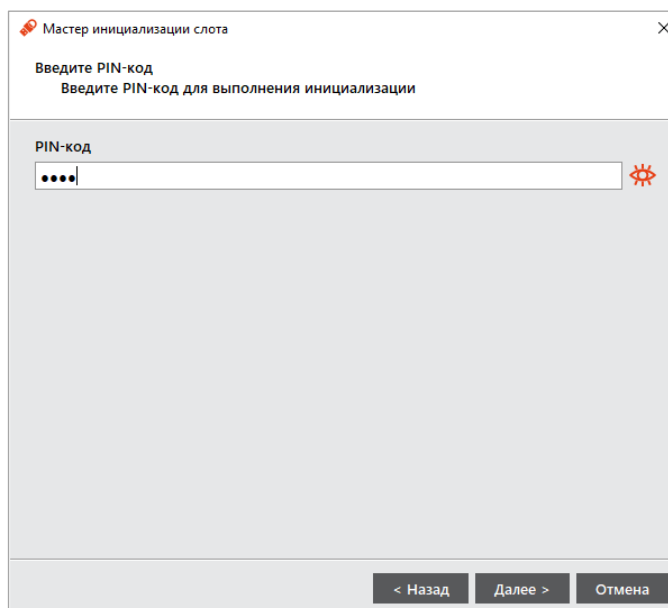 Мастер инициализации слота
Введите PIN-код
Введите PIN-код для выполнения инициализации
PIN-код
••••
< Назад
Далее >
Отмена